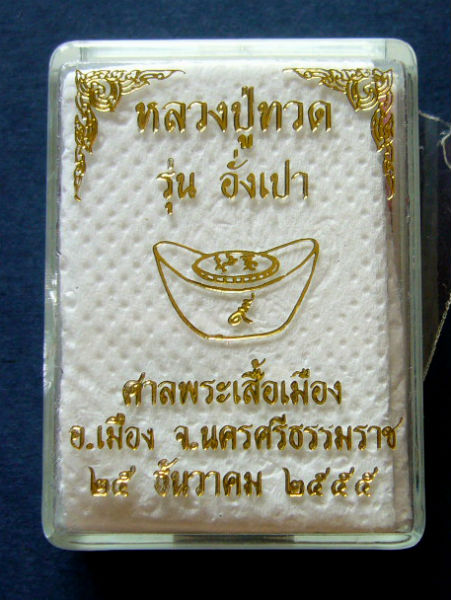 หลวงปู่ทวด
รุ่น อั่งเปา
๙
ศาลพระเสื้อเมือง
อ.เมือง จ.นครศรีธรรมราช
๒๕ ธันวาคม ๒๕๕๕